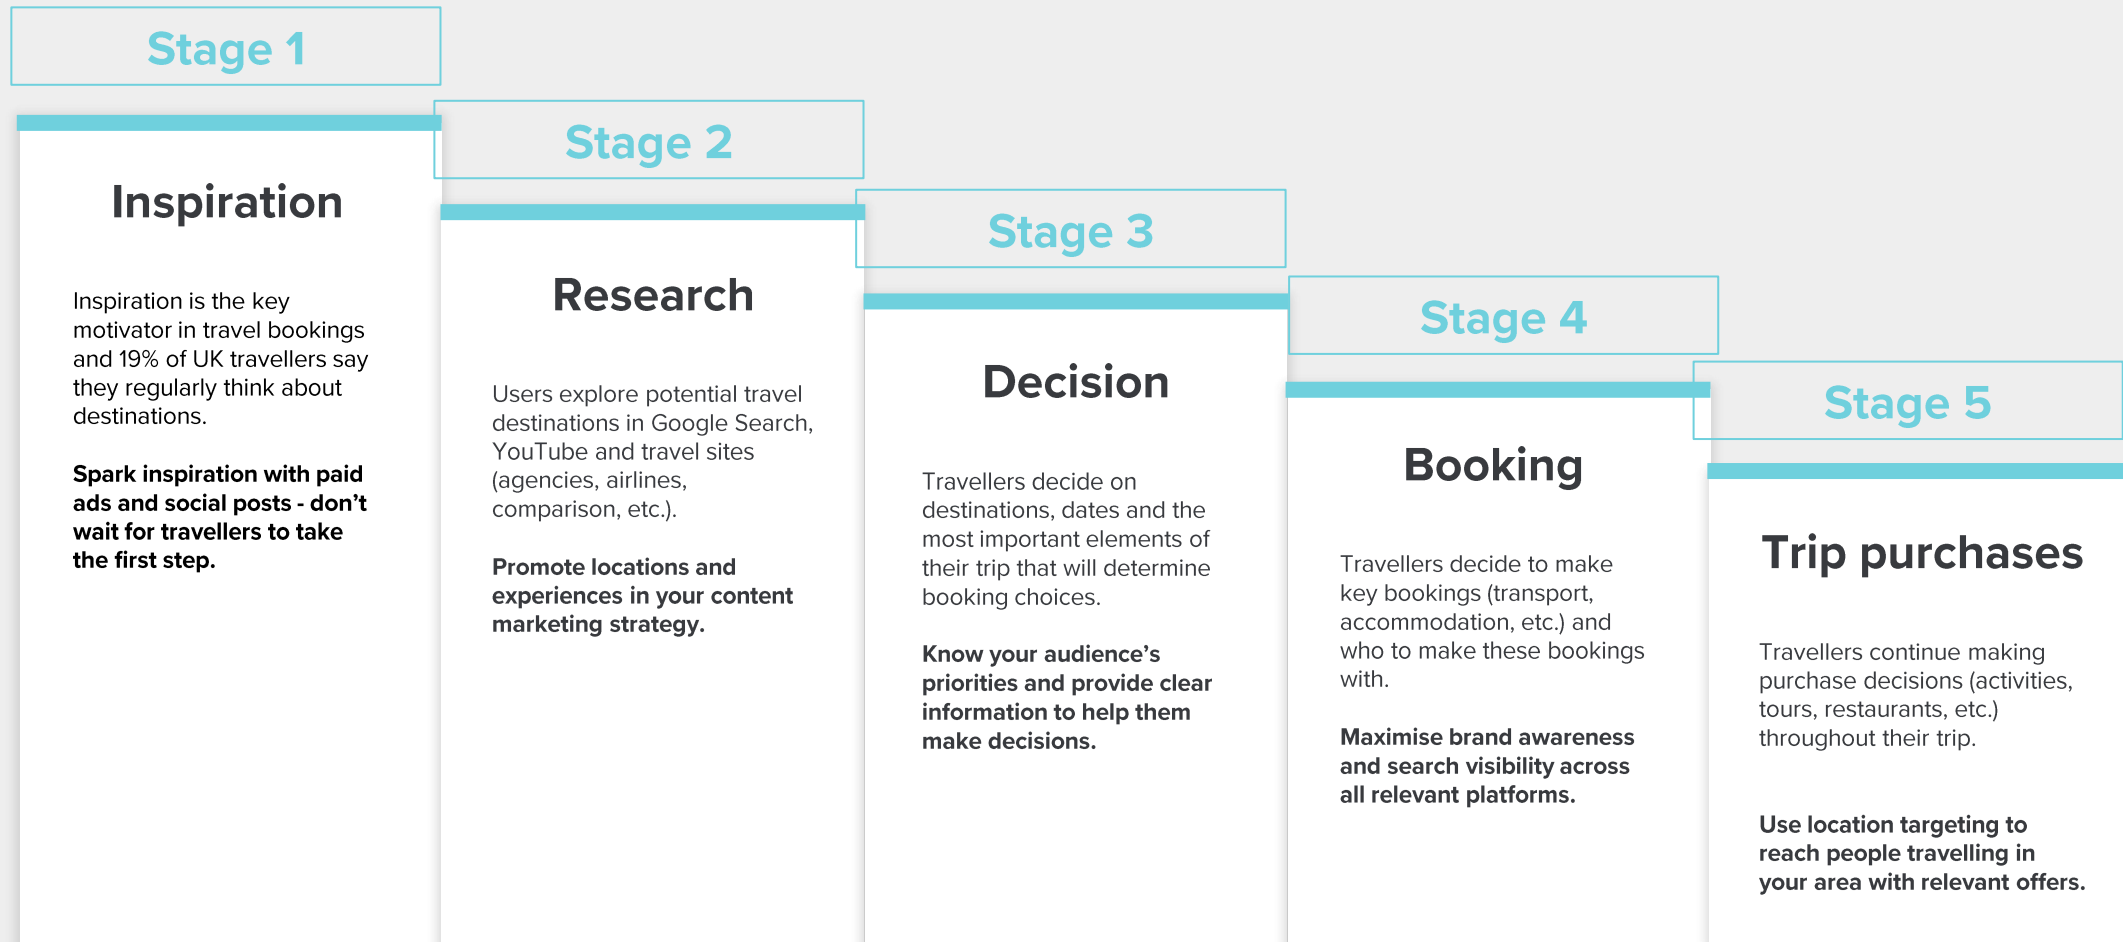 Stage 1
Inspiration
Inspiration is the key
motivator in travel bookings
and 19% of UK travellers say
they regularly think about
destinations.
Spark inspiration with paid
ads and social posts - don’t
wait for travellers to take
the first step.
Stage 2
Research
Users explore potential travel
destinations in Google Search,
YouTube and travel sites
(agencies, airlines,
comparison, etc.).
Promote locations and
experiences in your content
marketing strategy.
Stage 3
Decision
Travellers decide on
destinations, dates and the
most important elements of
their trip that will determine
booking choices.
Know your audience’s
priorities and provide clear
information to help them
make decisions.
Stage 4
Booking
Travellers decide to make
key bookings (transport,
accommodation, etc.) and
who to make these bookings
with.
Maximise brand awareness
and search visibility across
all relevant platforms.
Stage 5
Trip purchases
Travellers continue making
purchase decisions (activities,
tours, restaurants, etc.)
throughout their trip.
Use location targeting to
reach people travelling in
your area with relevant offers.